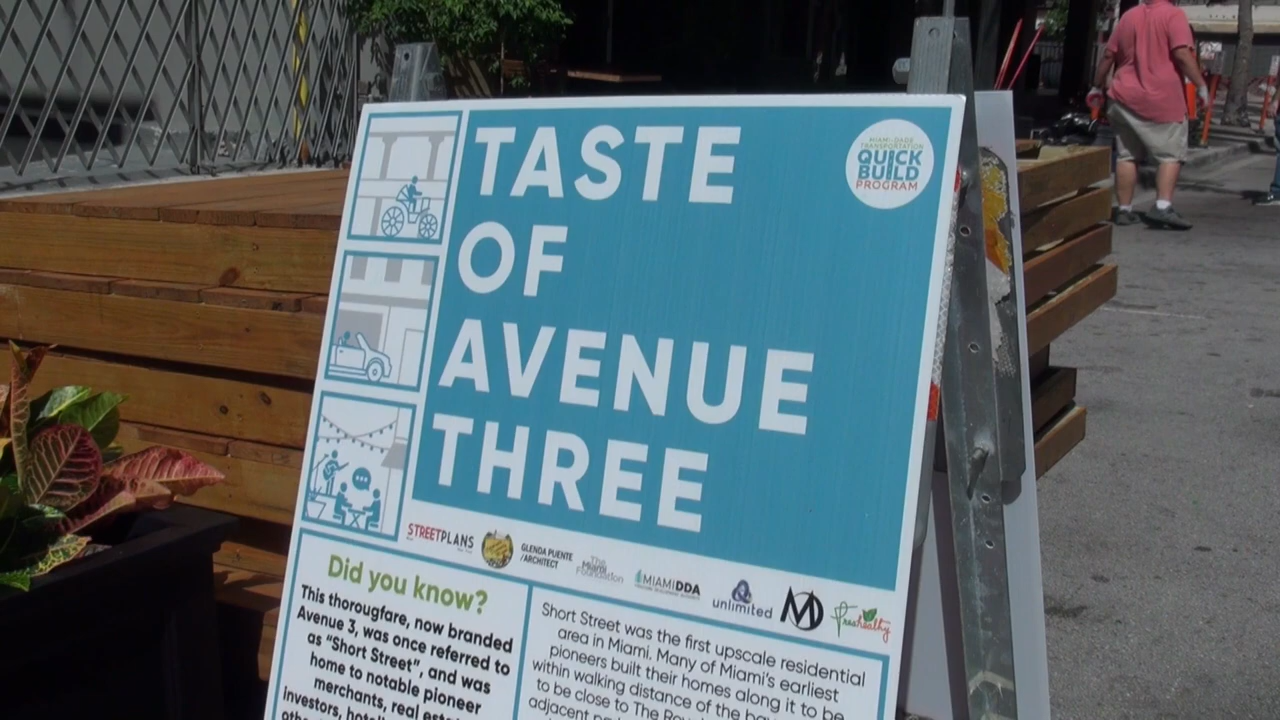 TASTE
OF
AVENUE
THREE
MIAMI-DADE
TRANSPORTATION
QUICK
BUILD
PROGRAM
STREETPLANS
GLENDA PUENTE
/ARCHITECT
The
Miami
Foundation
MIAMIDDA
unlimited
Did you know?
This thorougfare, now branded
Avenue 3, was once referred to
as “Short Street”, and was
home to notable pioneer
merchants, real
investors,
Short Street was the first upscale residential
area in Miami. Many of Miami’s earliest
pioneers built their homes along it to be
within walking distance of the
to be close to The
adjacent